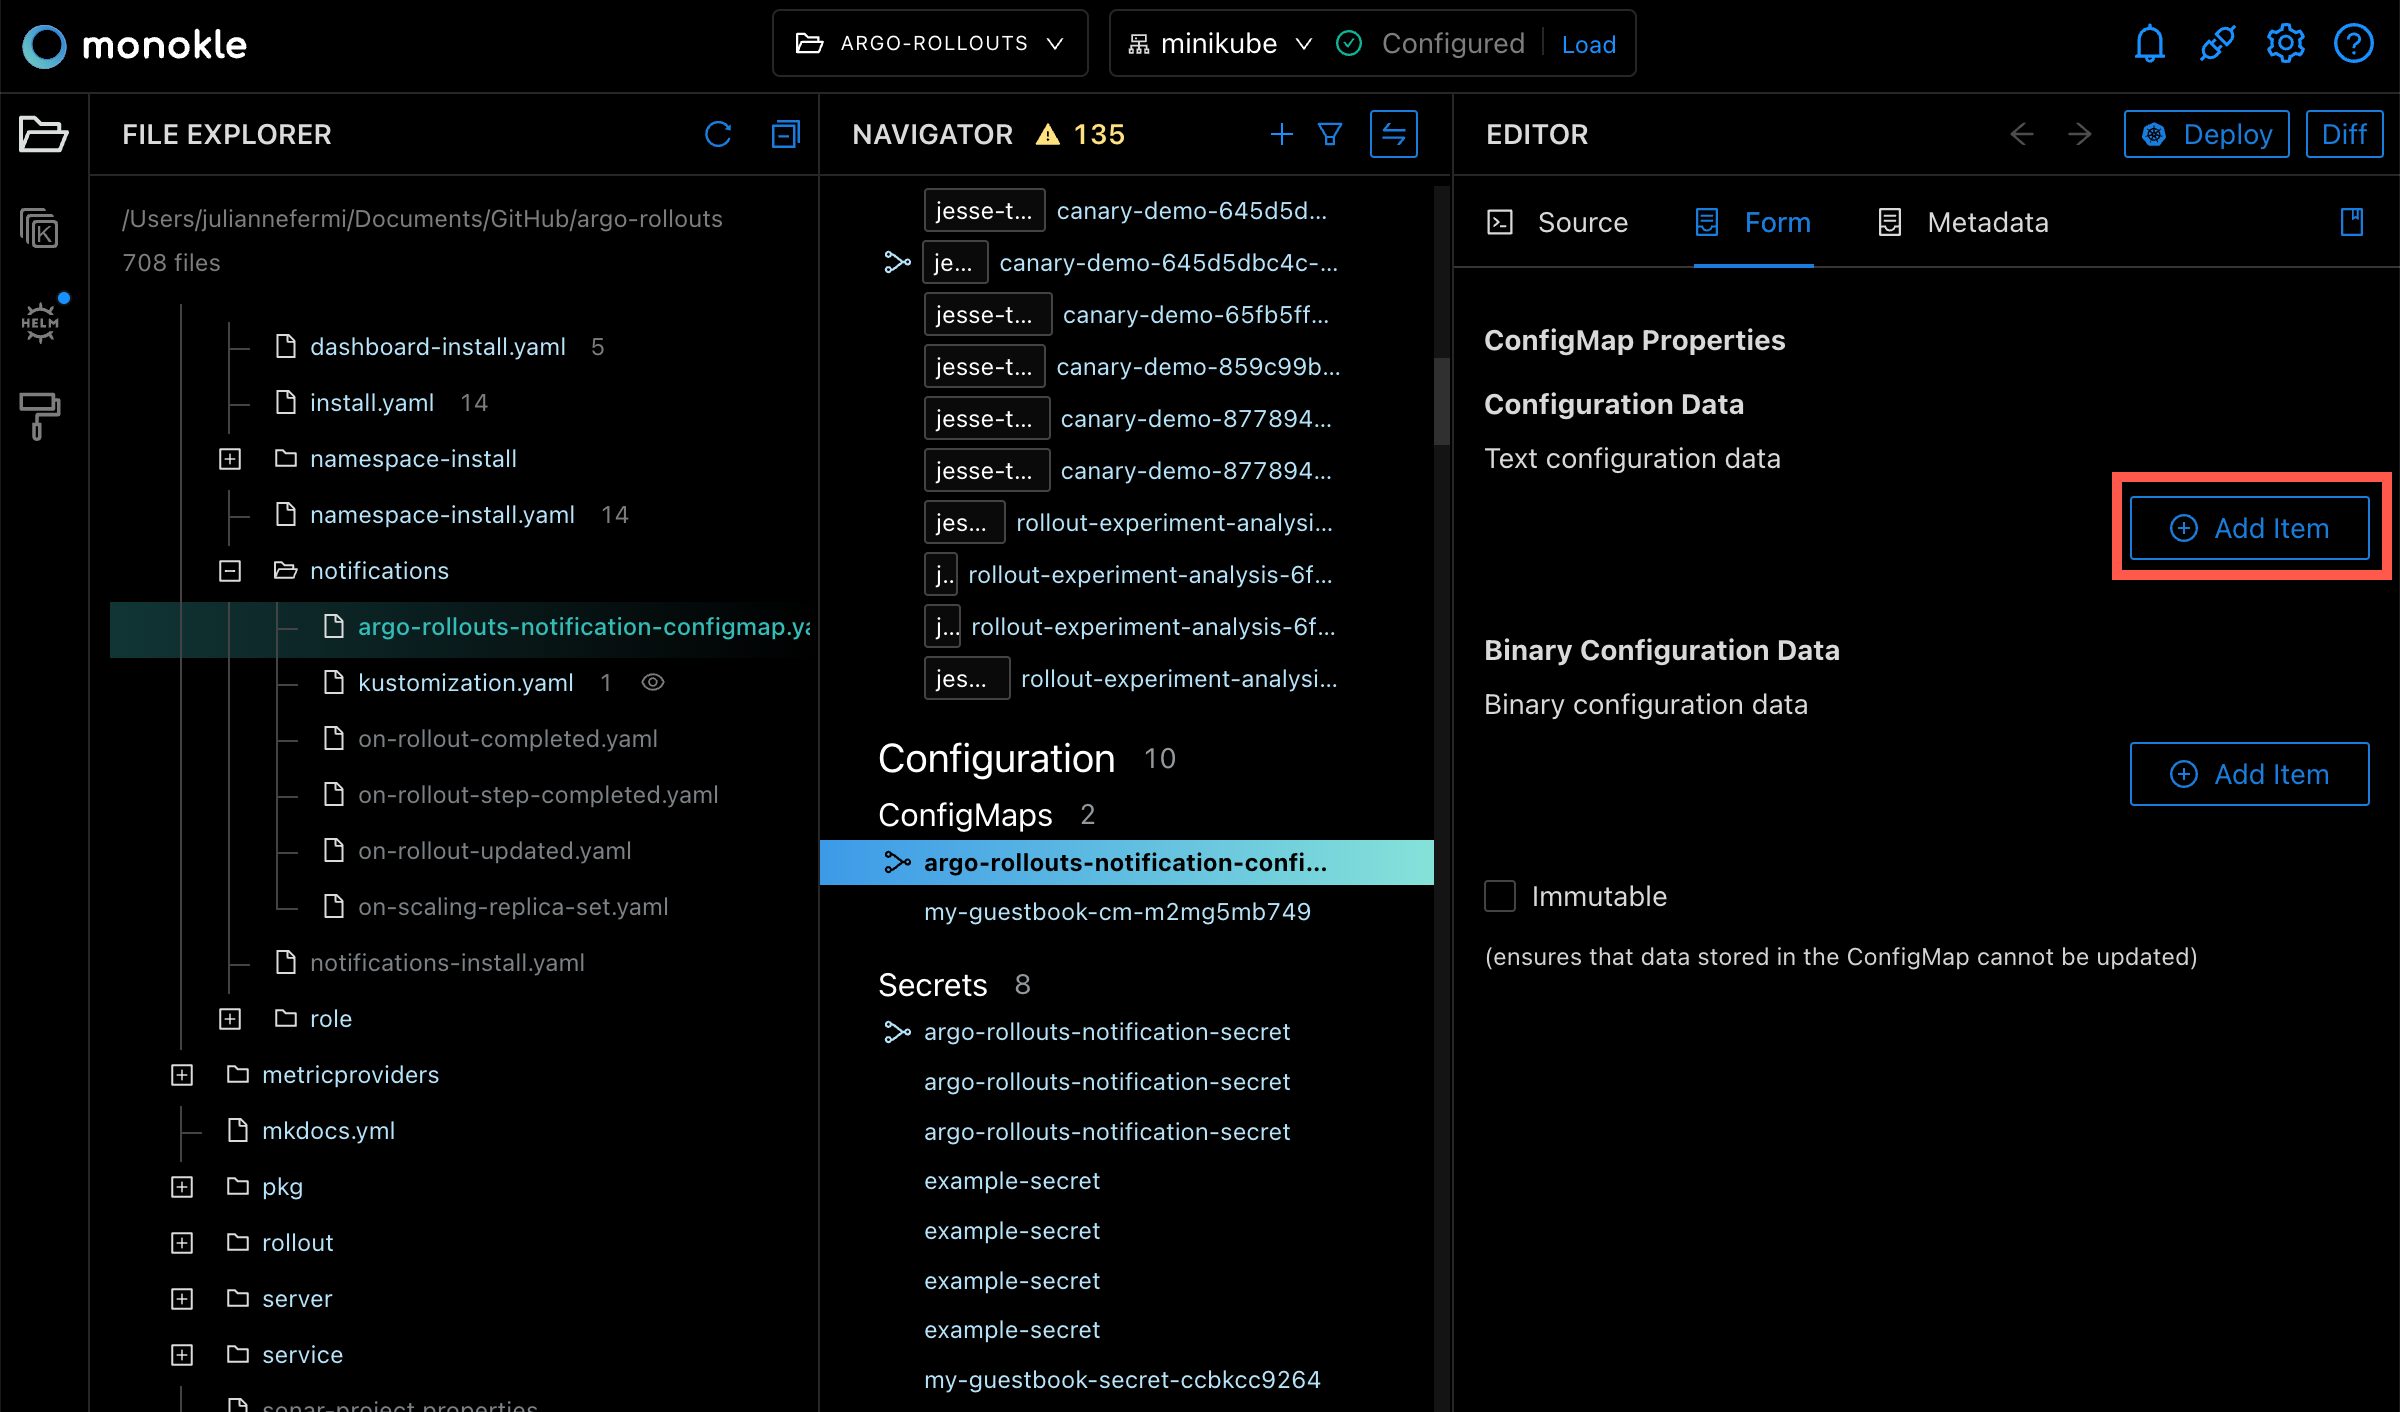 monokle
ARGO-ROLLOUTS
minikube
Configured
Load
FILE EXPLORER
/Users/juliannefermi/Documents/GitHub/argo-rollouts
708 files
dashboard-install.yaml 5
install.yaml 14
namespace-install
namespace-install.yaml 14
notifications
argo-rollouts-notification-configmap.ya
kustomization.yaml 1
on-rollout-completed.yaml
on-rollout-step-completed.yaml
on-rollout-updated.yaml
on-scaling-replica-set.yaml
notifications-install.yaml
role
metricproviders
mkdocs.yml
pkg
rollout
server
service
sonar-project.properties
K
HELM
NAVIGATOR 135
jesse-t... canary-demo-645d5d...
je... canary-demo-645d5dbc4c-...
jesse-t... canary-demo-65fb5ff...
jesse-t... canary-demo-859c99b...
jesse-t... canary-demo-877894...
jesse-t... canary-demo-877894...
jes... rollout-experiment-analysi...
j.. rollout-experiment-analysis-6f...
j... rollout-experiment-analysis-6f...
jes... rollout-experiment-analysi...
Configuration 10
ConfigMaps 2
argo-rollouts-notification-confi...
my-guestbook-cm-m2mg5mb749
Secrets 8
argo-rollouts-notification-secret
argo-rollouts-notification-secret
argo-rollouts-notification-secret
example-secret
example-secret
example-secret
example-secret
my-guestbook-secret-ccbkcc9264
EDITOR
Deploy
Diff
Source
Form
Metadata
ConfigMap Properties
Configuration Data
Text configuration data
Add Item
Binary Configuration Data
Binary configuration data
Add Item
Immutable
(ensures that data stored in the ConfigMap cannot be updated)